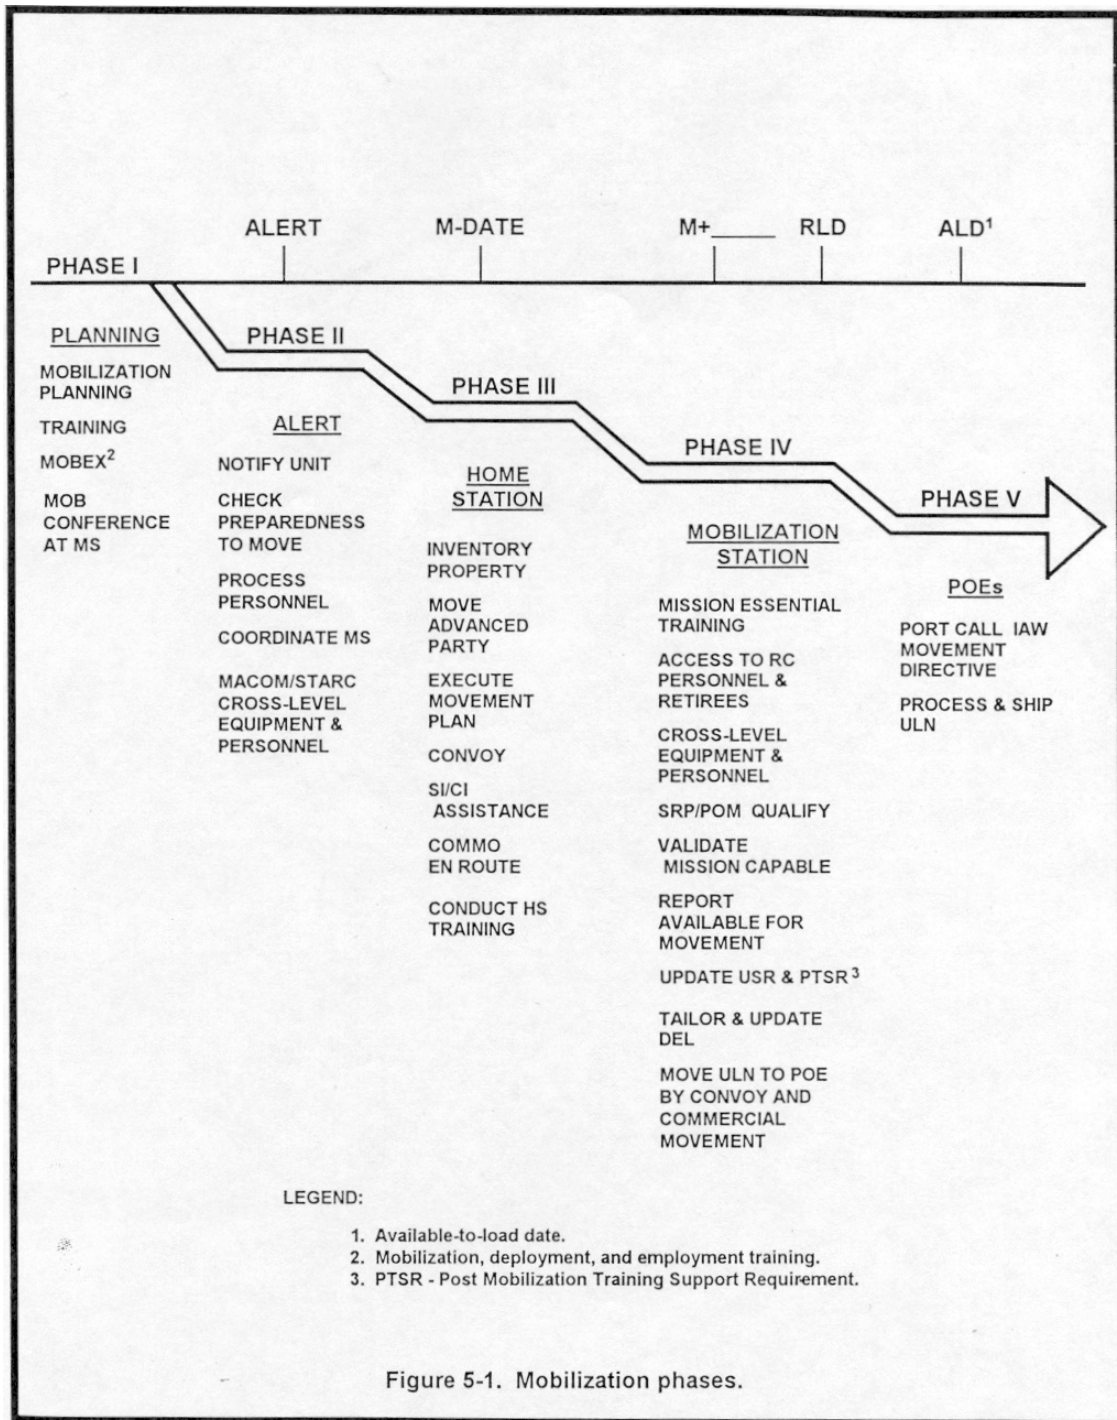 ALERT M-DATE M+_____ RLD ALD¹
PHASE I
PLANNING
MOBILIZATION
PLANNING
TRAINING
MOBEX²
MOB
CONFERENCE
AT MS
PHASE II
ALERT
NOTIFY UNIT
CHECK
PREPAREDNESS
TO MOVE
PROCESS
PERSONNEL
COORDINATE MS
MACOM/STARC
CROSS-LEVEL
EQUIPMENT &
PERSONNEL
PHASE III
HOME
STATION
INVENTORY
PROPERTY
MOVE
ADVANCED
PARTY
EXECUTE
MOVEMENT
PLAN
CONVOY
SI/CI
ASSISTANCE
COMMO
EN ROUTE
CONDUCT HS
TRAINING
PHASE IV
MOBILIZATION
STATION
MISSION ESSENTIAL
TRAINING
ACCESS TO RC
PERSONNEL &
RETIREES
CROSS-LEVEL
EQUIPMENT &
PERSONNEL
SRP/POM QUALIFY
VALIDATE
MISSION CAPABLE
REPORT
AVAILABLE FOR
MOVEMENT
UPDATE USR & PTSR³
TAILOR & UPDATE
DEL
MOVE ULN TO POE
BY CONVOY AND
COMMERCIAL
MOVEMENT
PHASE V
POEs
PORT CALL IAW
MOVEMENT
DIRECTIVE
PROCESS & SHIP
ULN
LEGEND:
1. Available-to-load date.
2. Mobilization, deployment, and employment training.
3. PTSR - Post Mobilization Training Support Requirement.
Figure 5-1. Mobilization phases.